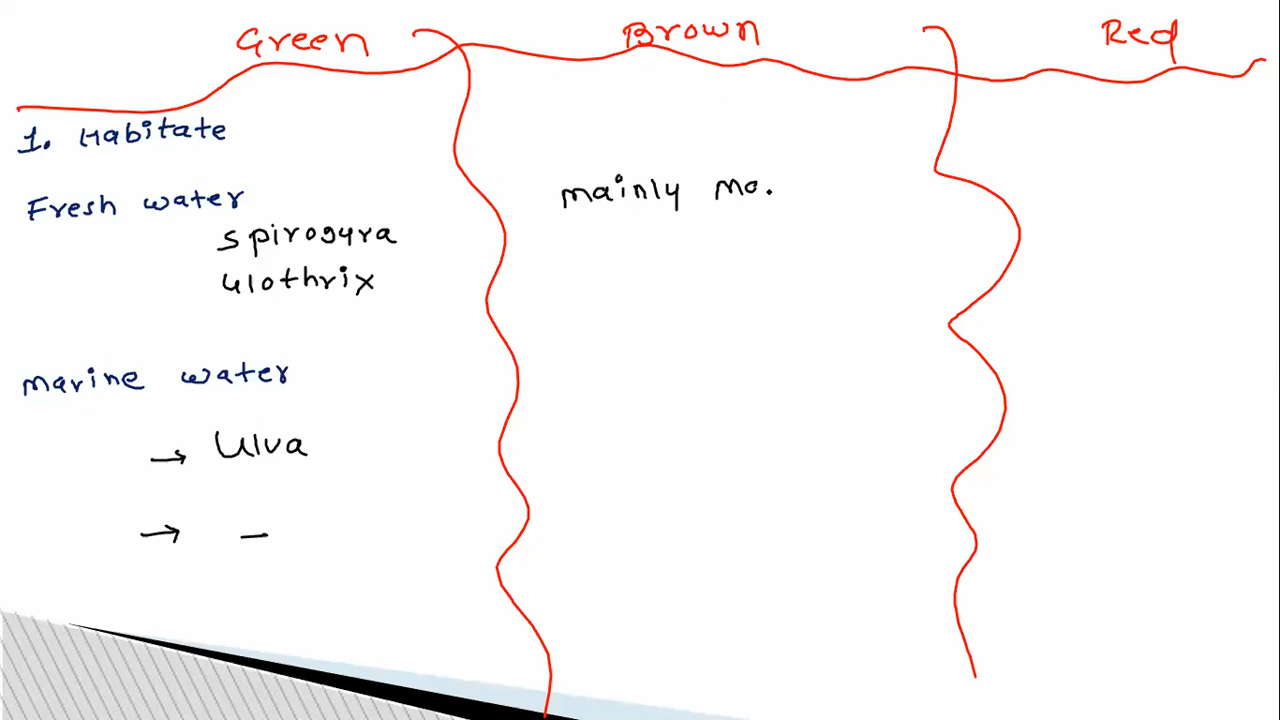 Green Brown Red
1. Habitate
Fresh water
mainly mo.
spirogyra
ulothrix
marine water
→ Ulva
→ –